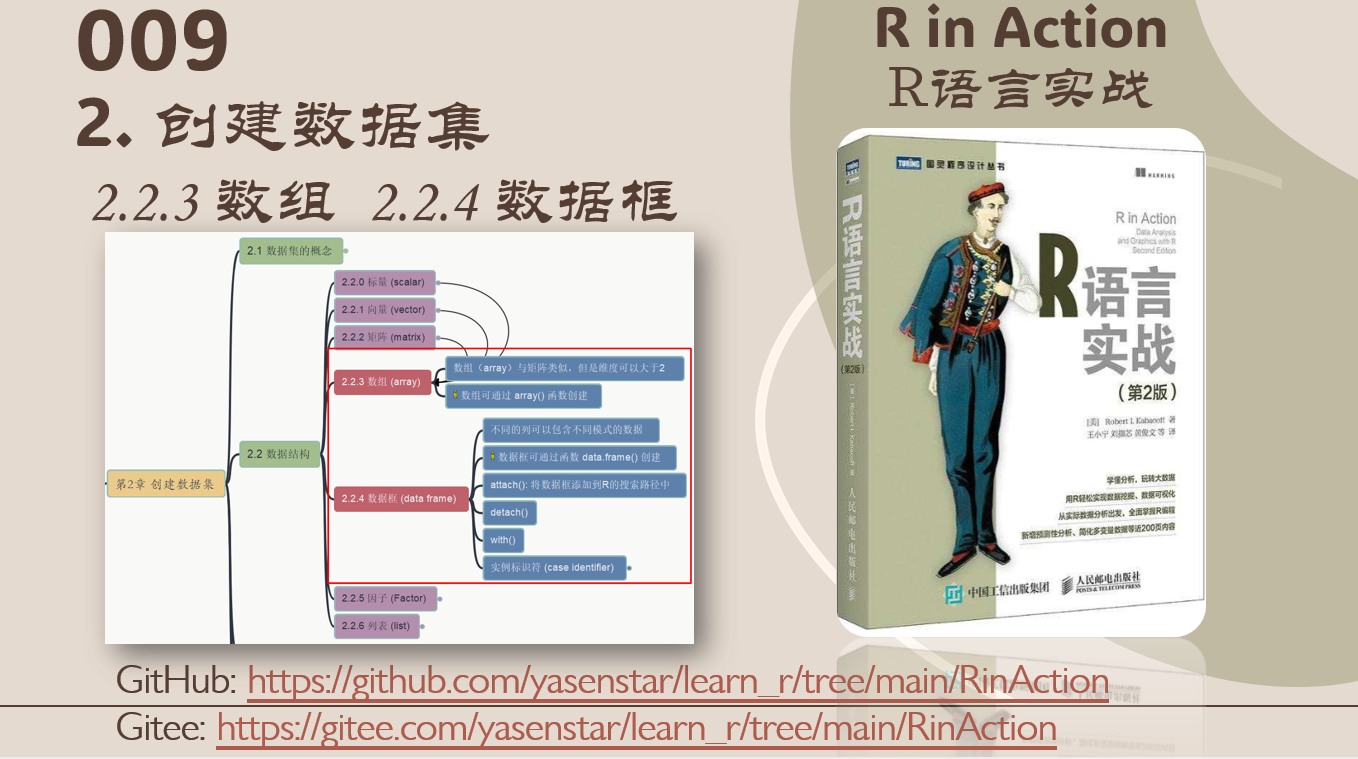 009
2. 创建数据集
2.2.3 数组 2.2.4 数据框
2.1 数据集的概念
2.2.0 标量 (scalar)
2.2.1 向量 (vector)
2.2.2 矩阵 (matrix)
2.2.3 数组 (array)
数组（array）与矩阵类似，但是维度可以大于2
数组可通过 array() 函数创建
第2章 创建数据集
2.2 数据结构
2.2.4 数据框 (data frame)
不同的列可以包含不同模式的数据
数据框可通过函数 data.frame() 创建
attach(): 将数据框添加到R的搜索路径中
detach()
with()
实例标识符 (case identifier)
2.2.5 因子 (Factor)
2.2.6 列表 (list)
R in Action
R语言实战
TURING 图灵程序设计丛书
MANNING
R in Action
Data Analysis
and Graphics with R
Second Edition
R语言
实战
（第2版）
[美] Robert I. Kabacoff 著
王小宁 刘撷芯 黄俊文 等 译
学懂分析，玩转大数据
用R轻松实现数据挖掘、数据可视化
从实际数据分析出发，全面掌握R编程
新增预测性分析、简化多变量数据等近200页内容
中国工信出版集团
人民邮电出版社
POSTS & TELECOM PRESS
TURING
R语言实战
(第2版)
人民邮电出版社
GitHub: https://github.com/yasenstar/learn_r/tree/main/RinAction
Gitee: https://gitee.com/yasenstar/learn_r/tree/main/RinAction